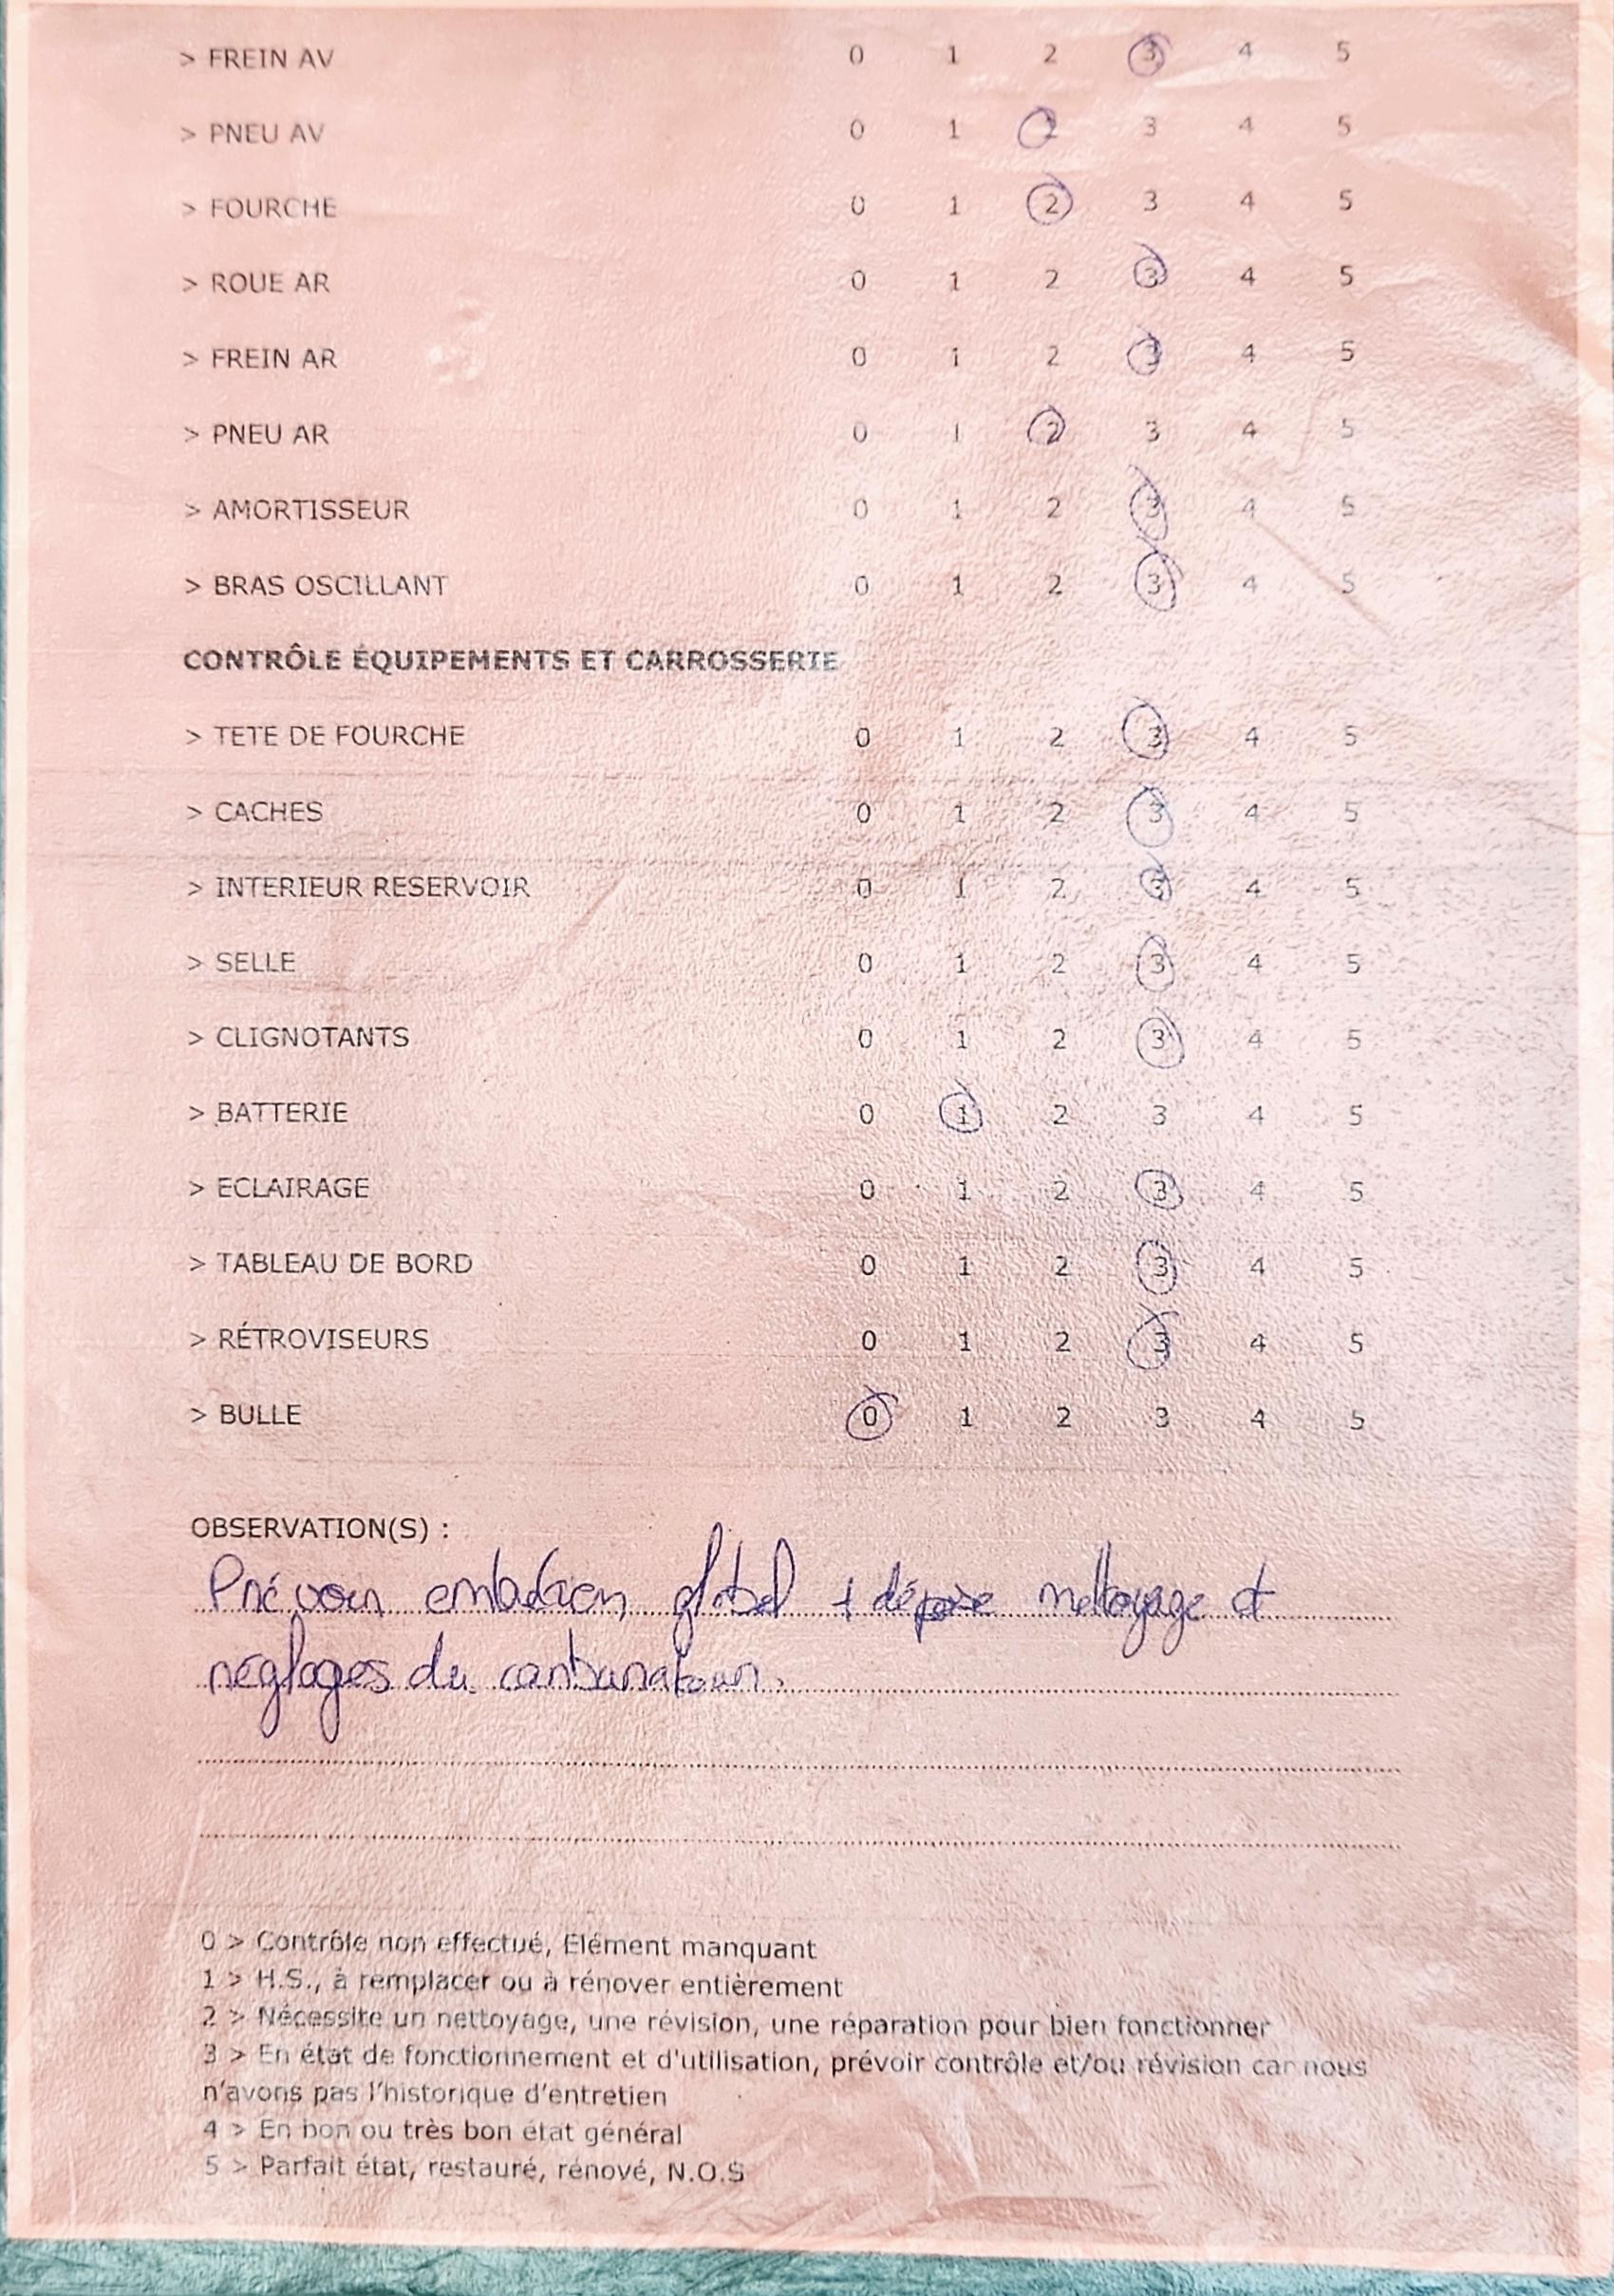 > FREIN AV 0 1 2 3 4 5
> PNEU AV 0 1 2 3 4 5
> FOURCHE 0 1 2 3 4 5
> ROUE AR 0 1 2 3 4 5
> FREIN AR 0 1 2 3 4 5
> PNEU AR 0 1 2 3 4 5
> AMORTISSEUR 0 1 2 3 4 5
> BRAS OSCILLANT 0 1 2 3 4 5
CONTRÔLE ÉQUIPEMENTS ET CARROSSERIE
> TETE DE FOURCHE 0 1 2 3 4 5
> CACHES 0 1 2 3 4 5
> INTERIEUR RESERVOIR 0 1 2 3 4 5
> SELLE 0 1 2 3 4 5
> CLIGNOTANTS 0 1 2 3 4 5
> BATTERIE 0 1 2 3 4 5
> ECLAIRAGE 0 1 2 3 4 5
> TABLEAU DE BORD 0 1 2 3 4 5
> RÉTROVISEURS 0 1 2 3 4 5
> BULLE 0 1 2 3 4 5
OBSERVATION(S) :
Prévoir global + dépose nettoyage et
réglages du carburateur.
0 > Contrôle non effectué, Elément manquant
1 > H.S., à remplacer ou à rénover entièrement
2 > Nécessite un nettoyage, une révision, une réparation pour bien fonctionner
3 > En état de fonctionnement et d'utilisation, prévoir contrôle et/ou révision car nous
n'avons pas l'historique d'entretien
4 > En bon ou très bon état général
5 > Parfait état, restauré, rénové, N.O.S